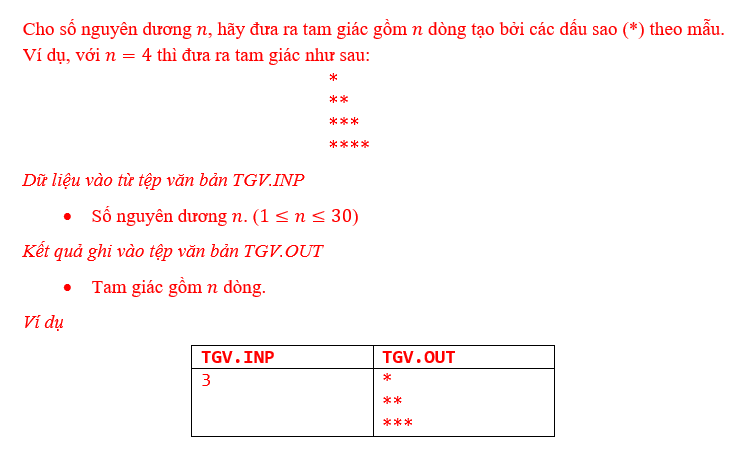 Cho số nguyên dương n, hãy đưa ra tam giác gồm n dòng tạo bởi các dấu sao (*) theo mẫu.
Ví dụ, với n = 4 thì đưa ra tam giác như sau:
*
**
***
****
Dữ liệu vào từ tệp văn bản TGV.INP
• Số nguyên dương n. (1 ≤ n ≤ 30)
Kết quả ghi vào tệp văn bản TGV.OUT
• Tam giác gồm n dòng.
Ví dụ
TGV.INP TGV.OUT
3 *
**
***